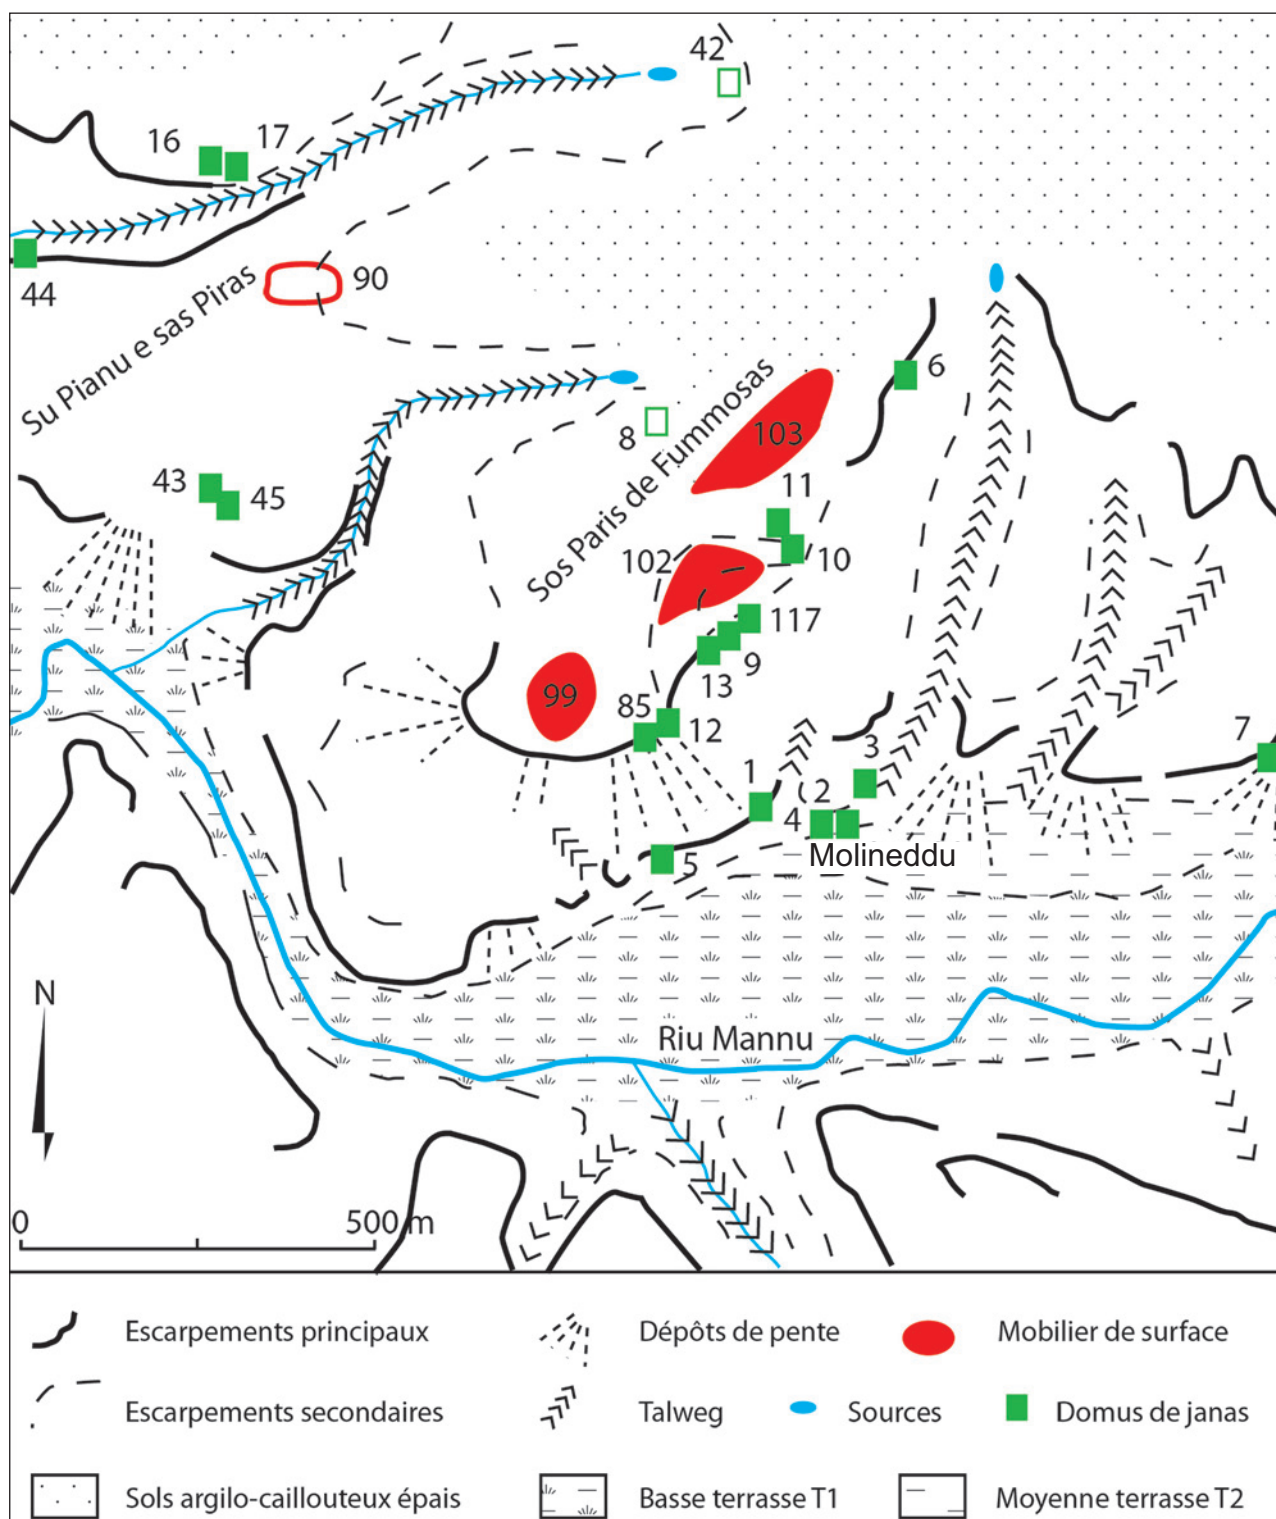 42
16
17
44
90
Su Pianu e sas Piras
6
8
Sos Paris de Fummosas
103
43
45
11
102
10
117
9
13
99
85
12
7
3
1
2
4
Molineddu
5
N
Riu Mannu
0
500 m
Escarpements principaux
Dépôts de pente
Mobilier de surface
Escarpements secondaires
Talweg
Sources
Domus de janas
Sols argilo-caillouteux épais
Basse terrasse T1
Moyenne terrasse T2